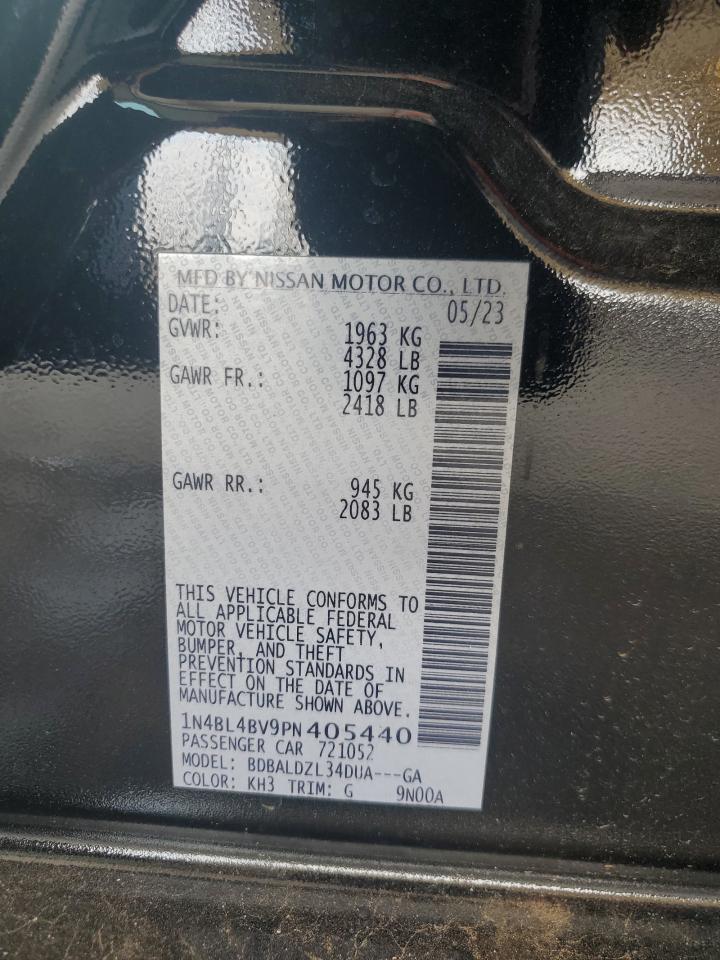 MFD BY NISSAN MOTOR CO., LTD.
DATE: 05/23
GVWR: 1963 KG
4328 LB
GAWR FR.: 1097 KG
2418 LB
GAWR RR.: 945 KG
2083 LB
THIS VEHICLE CONFORMS TO
ALL APPLICABLE FEDERAL
MOTOR VEHICLE SAFETY,
BUMPER, AND THEFT
PREVENTION STANDARDS IN
EFFECT ON THE DATE OF
MANUFACTURE SHOWN ABOVE.
1N4BL4BV9PN405440
PASSENGER CAR 721052
MODEL: BDBALDZL34DUA---GA
COLOR: KH3 TRIM: G 9N00A